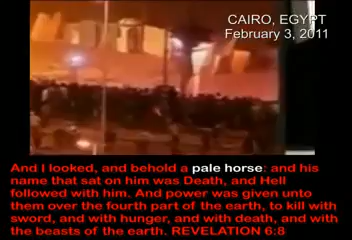 CAIRO, EGYPT
February 3, 2011
And I looked, and behold a pale horse: and his
name that sat on him was Death, and Hell
followed with him. And power was given unto
them over the fourth part of the earth, to kill with
sword, and with hunger, and with death, and with
the beasts of the earth. REVELATION 6:8